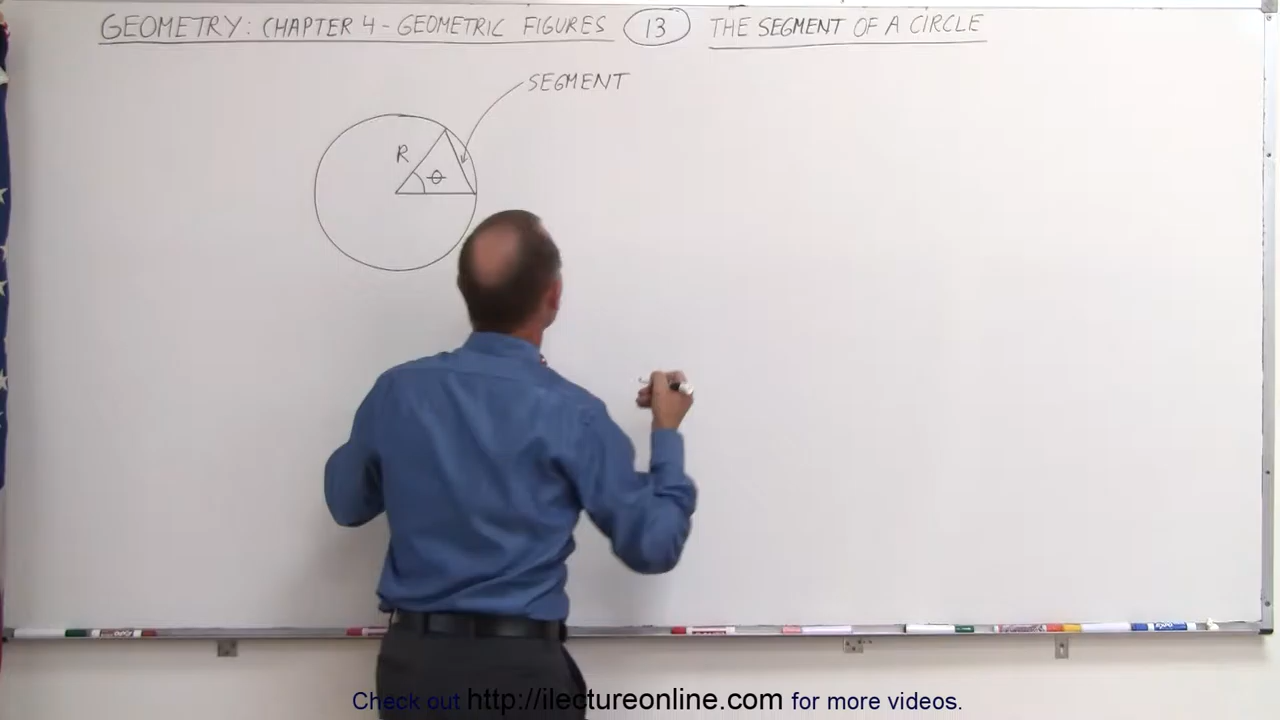 GEOMETRY: CHAPTER 4 - GEOMETRIC FIGURES 13 THE SEGMENT OF A CIRCLE
SEGMENT
R
θ
Check out http://ilectureonline.com for more videos.